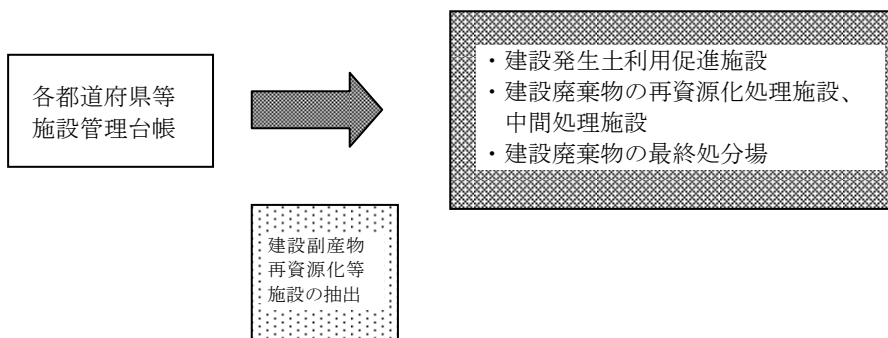 各都道府県等
施設管理台帳
・建設発生土利用促進施設
・建設廃棄物の再資源化処理施設、
中間処理施設
・建設廃棄物の最終処分場
建設副産物
再資源化等
施設の抽出